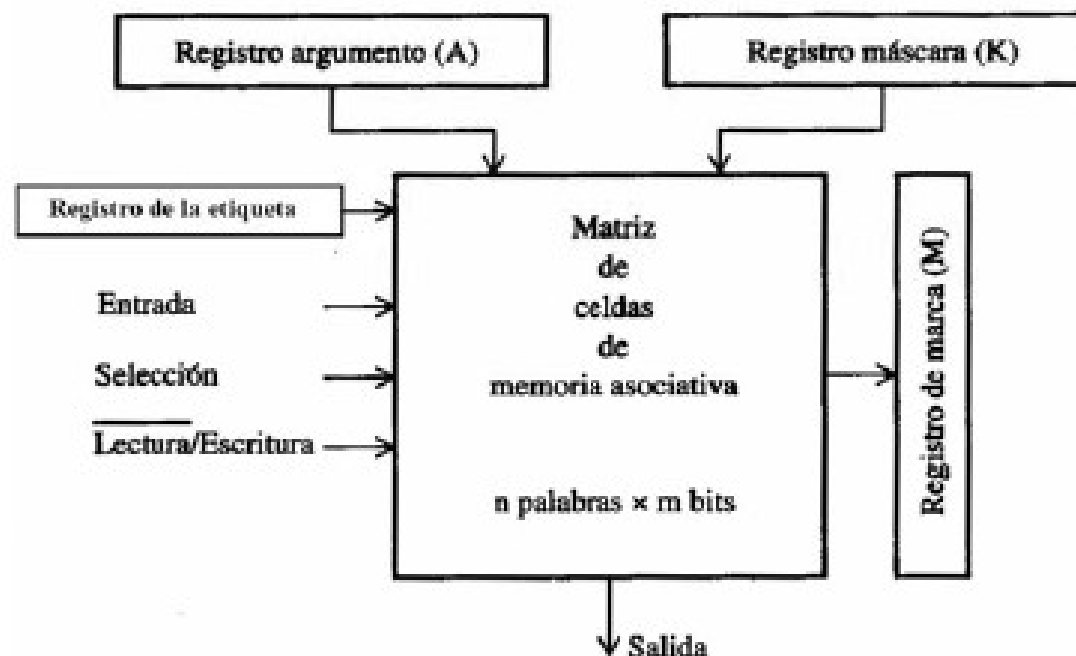 Registro argumento (A)
Registro máscara (K)
Registro de la etiqueta
Entrada
Selección
Lectura/Escritura
Matriz
de
celdas
de
memoria asociativa
n palabras × m bits
Registro de marca (M)
Salida